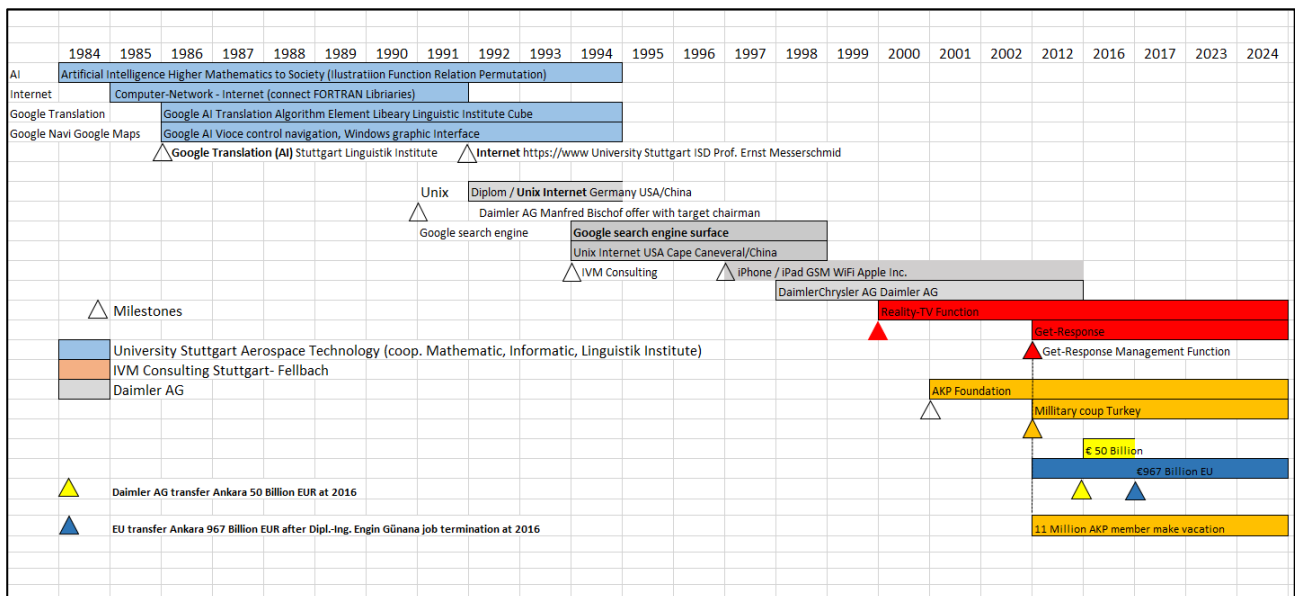 1984 1985 1986 1987 1988 1989 1990 1991 1992 1993 1994 1995 1996 1997 1998 1999 2000 2001 2002 2012 2016 2017 2023 2024
AI Artificial Intelligence Higher Mathematics to Society (Ilustratiion Function Relation Permutation)
Internet Computer-Network - Internet (connect FORTRAN Libriaries)
Google Translation Google AI Translation Algorithm Element Libeary Linguistic Institute Cube
Google Navi Google Maps Google AI Vioce control navigation, Windows graphic Interface
Google Translation (AI) Stuttgart Linguistik Institute Internet https://www University Stuttgart ISD Prof. Ernst Messerschmid
Unix Diplom / Unix Internet Germany USA/China
Daimler AG Manfred Bischof offer with target chairman
Google search engine Google search engine surface
Unix Internet USA Cape Caneveral/China
IVM Consulting iPhone / iPad GSM WiFi Apple Inc.
DaimlerChrysler AG Daimler AG
Milestones Reality-TV Function
Get-Response
University Stuttgart Aerospace Technology (coop. Mathematic, Informatic, Linguistik Institute) Get-Response Management Function
IVM Consulting Stuttgart- Fellbach
Daimler AG AKP Foundation
Millitary coup Turkey
€ 50 Billion
€967 Billion EU
Daimler AG transfer Ankara 50 Billion EUR at 2016
EU transfer Ankara 967 Billion EUR after Dipl.-Ing. Engin Günana job termination at 2016 11 Million AKP member make vacation